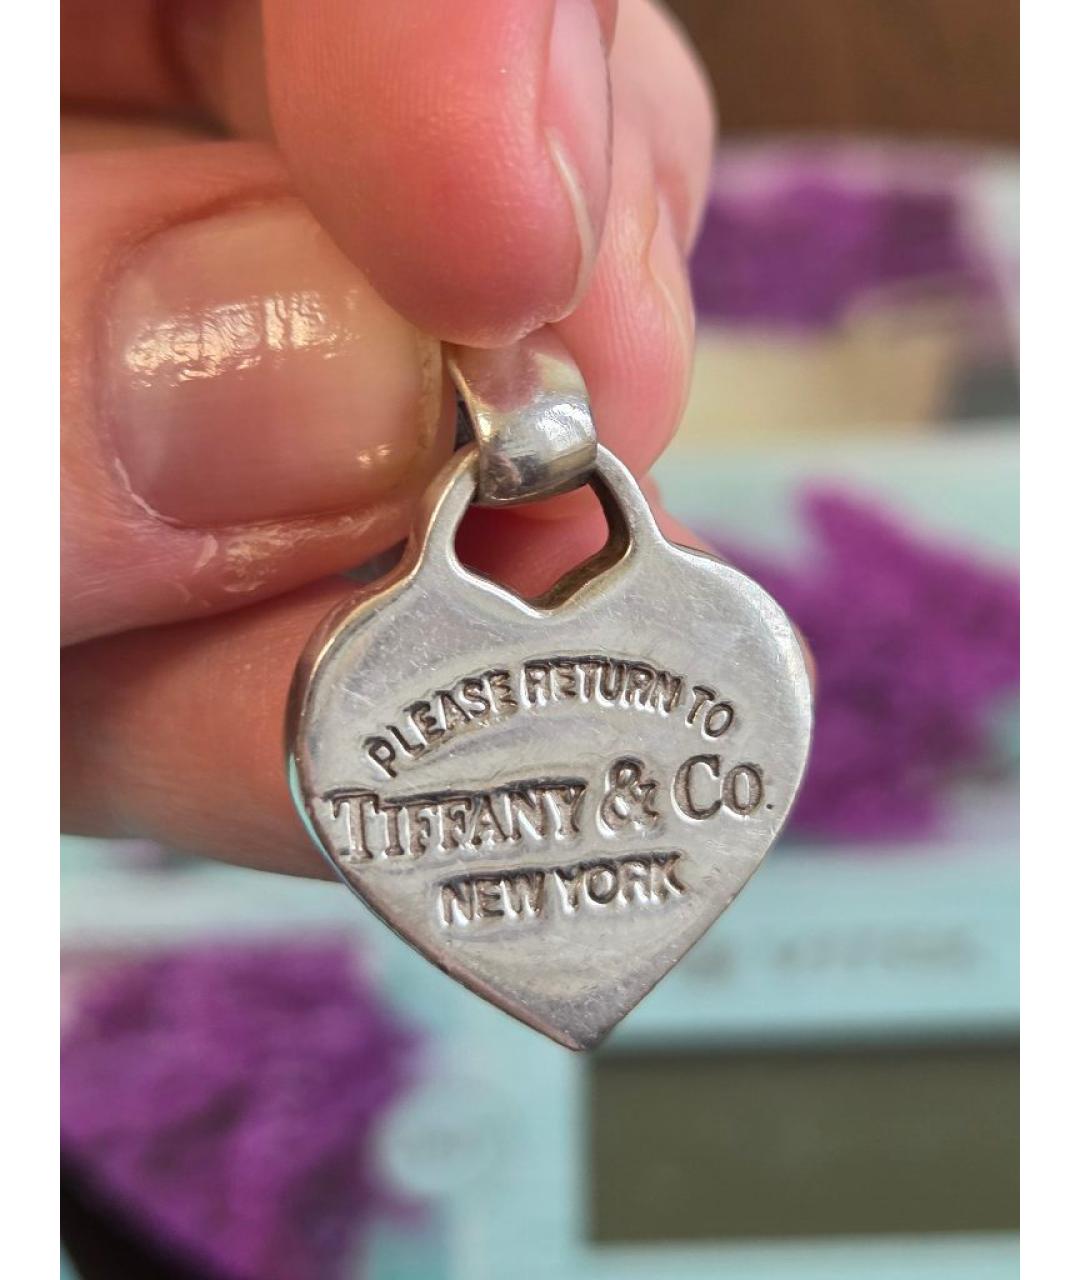 PLEASE RETURN TO
TIFFANY & CO.
NEW YORK